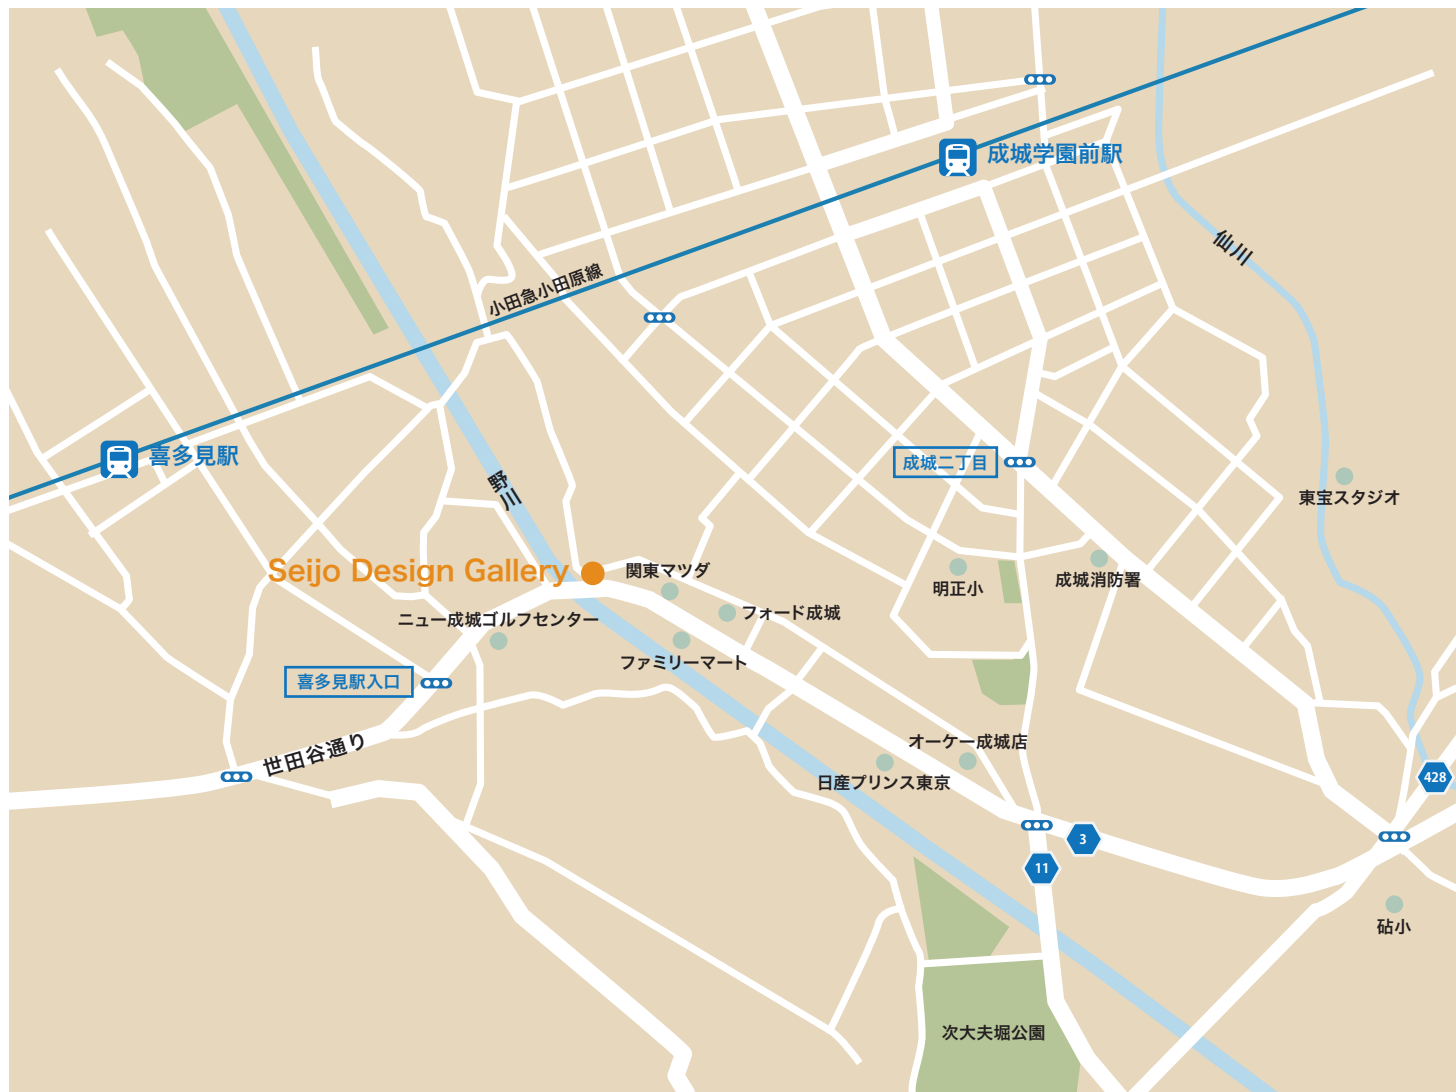 成城学園前駅
仙川
小田急小田原線
喜多見駅
成城二丁目
野川
東宝スタジオ
Seijo Design Gallery
関東マツダ
明正小
成城消防署
ニュー成城ゴルフセンター
フォード成城
ファミリーマート
喜多見駅入口
世田谷通り
オーケー成城店
日産プリンス東京
428
3
11
砧小
次大夫堀公園